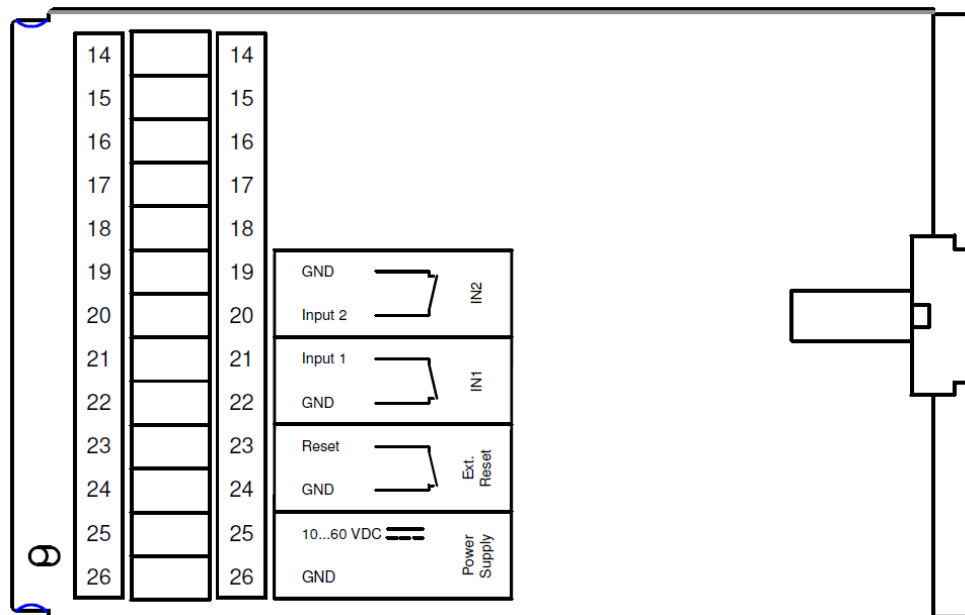 14 14
15 15
16 16
17 17
18 18
19 19 GND
IN2
20 20 Input 2
21 21 Input 1
IN1
22 22 GND
23 23 Reset
Ext.
Reset
24 24 GND
25 25 10...60 VDC
Power
Supply
26 26 GND
9